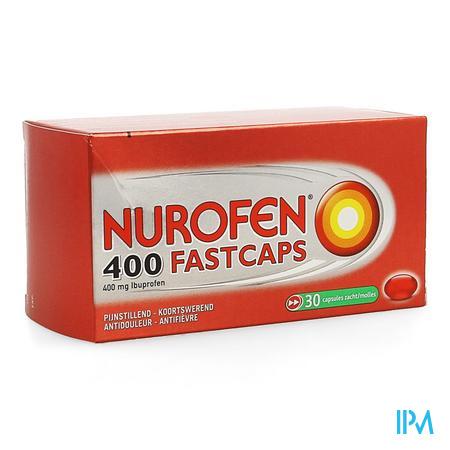 NUROFEN®
400 FASTCAPS
400 mg Ibuprofen
PIJNSTILLEND - KOORTSWEREND
ANTIDOULEUR - ANTIFIÈVRE
30 capsules zacht/molles
IPM